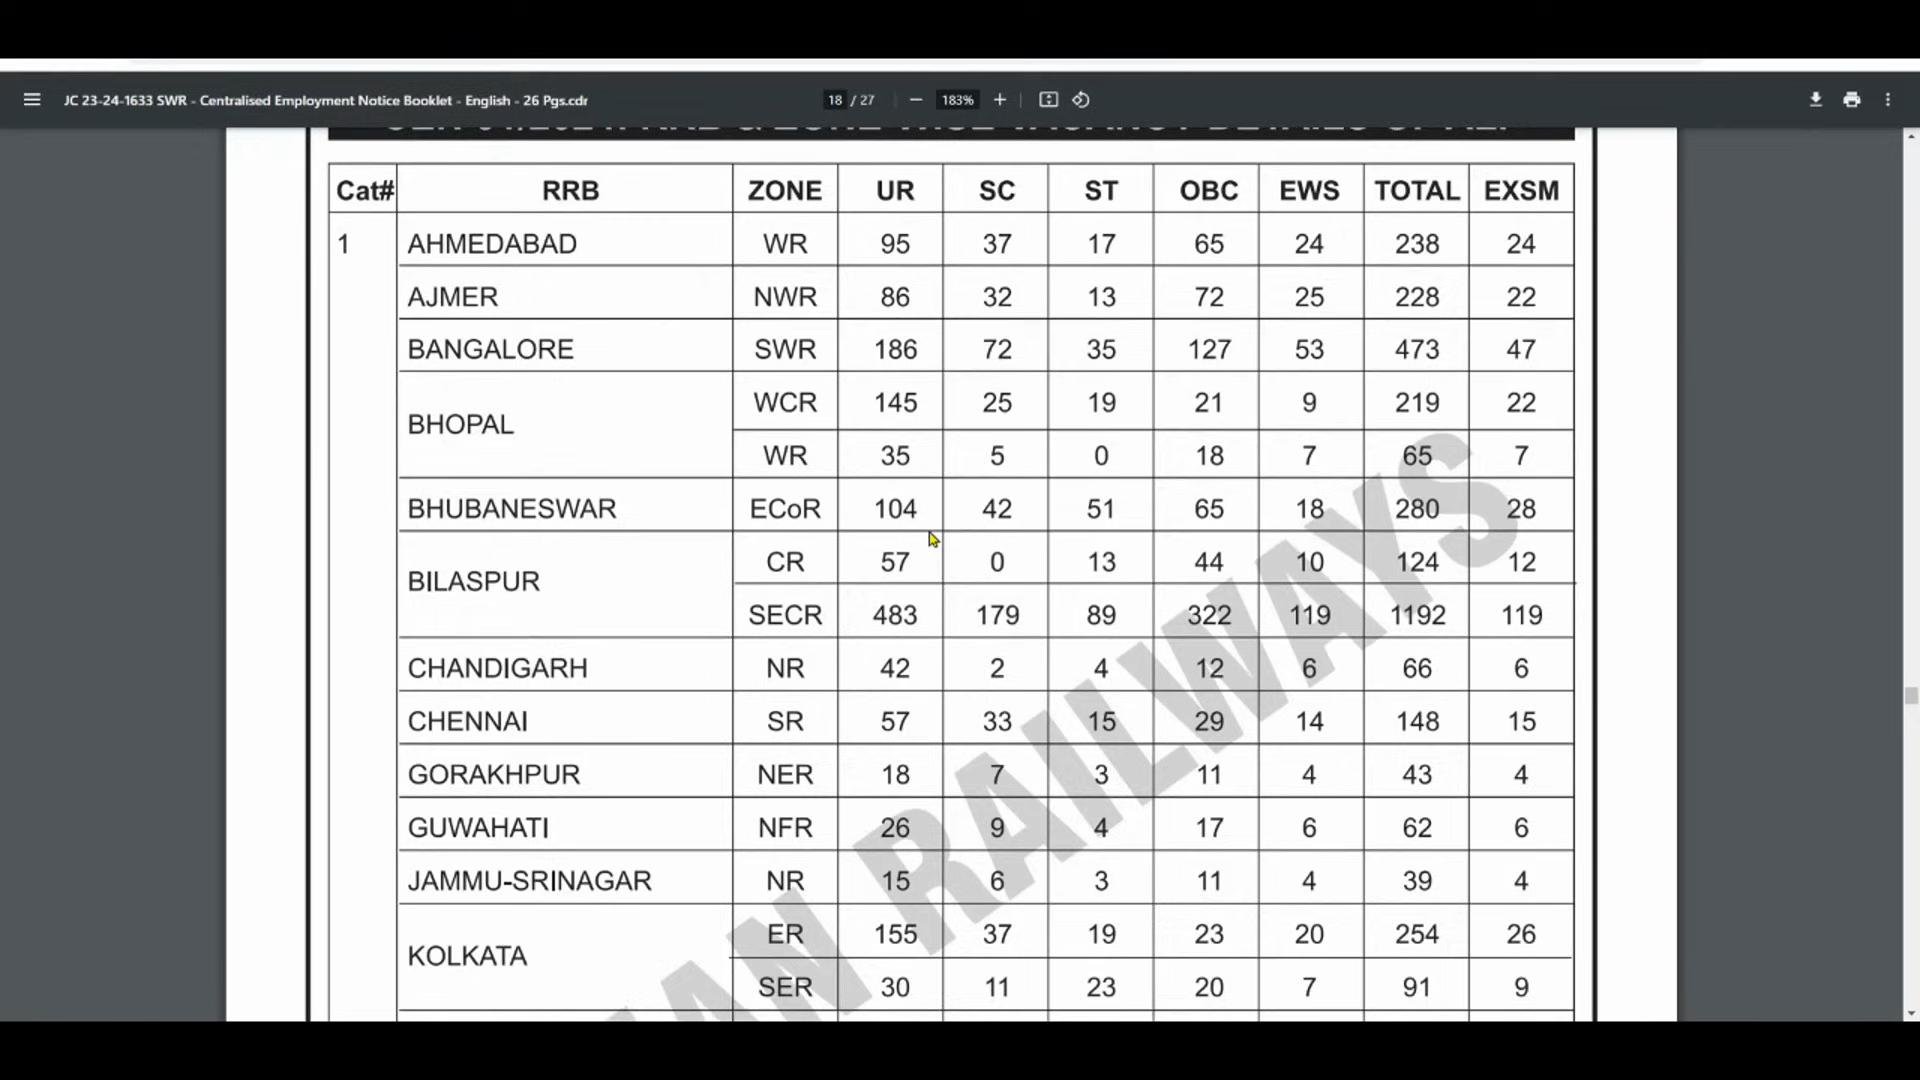 JC 23-24-1633 SWR - Centralised Employment Notice Booklet - English - 26 Pgs.cdr 18 / 27 183%
Cat# RRB ZONE UR SC ST OBC EWS TOTAL EXSM
1 AHMEDABAD WR 95 37 17 65 24 238 24
AJMER NWR 86 32 13 72 25 228 22
BANGALORE SWR 186 72 35 127 53 473 47
BHOPAL WCR 145 25 19 21 9 219 22
WR 35 5 0 18 7 65 7
BHUBANESWAR ECoR 104 42 51 65 18 280 28
BILASPUR CR 57 0 13 44 10 124 12
SECR 483 179 89 322 119 1192 119
CHANDIGARH NR 42 2 4 12 6 66 6
CHENNAI SR 57 33 15 29 14 148 15
GORAKHPUR NER 18 7 3 11 4 43 4
GUWAHATI NFR 26 9 4 17 6 62 6
JAMMU-SRINAGAR NR 15 6 3 11 4 39 4
KOLKATA ER 155 37 19 23 20 254 26
SER 30 11 23 20 7 91 9
RAILWAYS